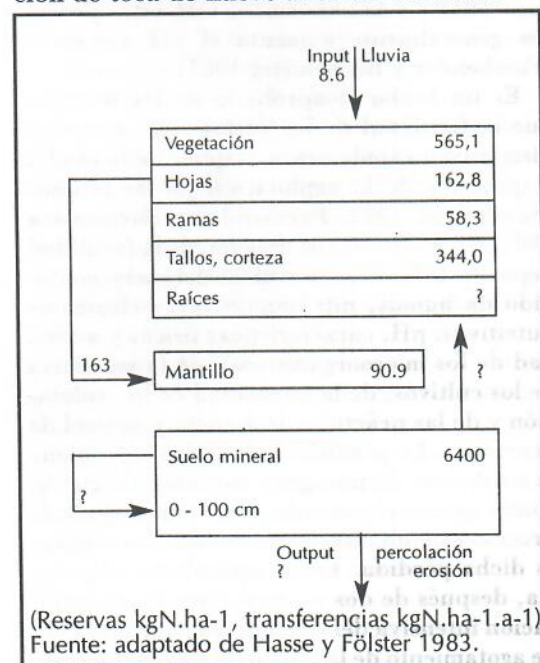 Input Lluvia
8.6
Vegetación 565,1
Hojas 162,8
Ramas 58,3
Tallos, corteza 344,0
Raíces ?
163
Mantillo 90.9
?
Suelo mineral 6400
?
0 - 100 cm
Output percolación
? erosión
(Reservas kgN.ha-1, transferencias kgN.ha-1.a-1)
Fuente: adaptado de Hasse y Fölster 1983.